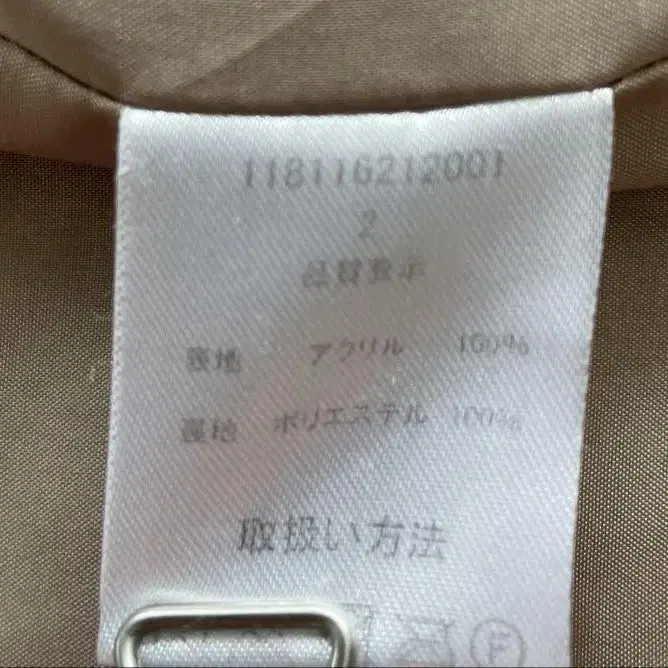 118116212001
2
品質表示
表地 アクリル 100%
裏地 ポリエステル 100%
取扱い方法
F